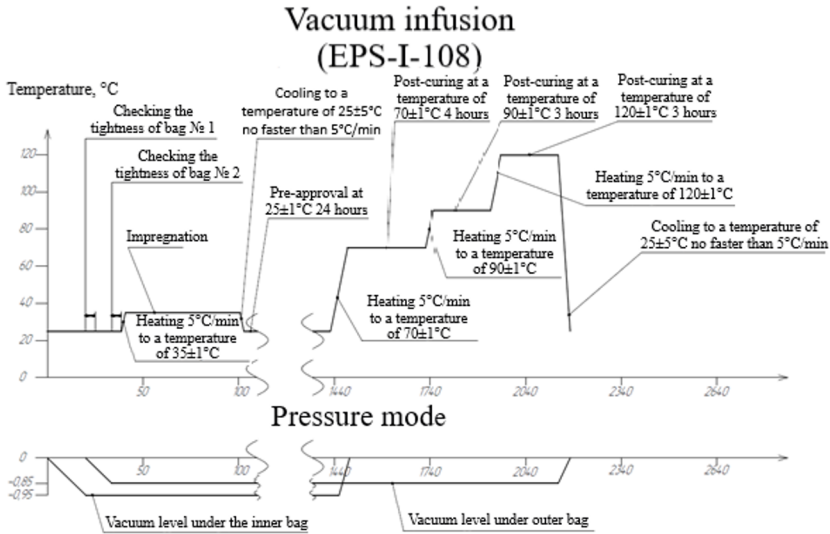 Vacuum infusion
(EPS-I-108)
Temperature, °C
Checking the
tightness of bag № 1
Checking the
tightness of bag № 2
Cooling to a
temperature of 25±5°C
no faster than 5°C/min
Post-curing at a
temperature of
70±1°C 4 hours
Post-curing at a
temperature of
90±1°C 3 hours
Post-curing at a
temperature of
120±1°C 3 hours
Pre-approval at
25±1°C 24 hours
Impregnation
Heating 5°C/min
to a temperature
of 35±1°C
Heating 5°C/min
to a temperature
of 70±1°C
Heating 5°C/min
to a temperature
of 90±1°C
Heating 5°C/min to a
temperature of 120±1°C
Cooling to a temperature of
25±5°C no faster than 5°C/min
120
100
80
60
40
20
0
50 100 1440 1740 2040 2340 2640
Pressure mode
0
-0,85
-0,95
50 100 1440 1740 2040 2340 2640
Vacuum level under the inner bag
Vacuum level under outer bag